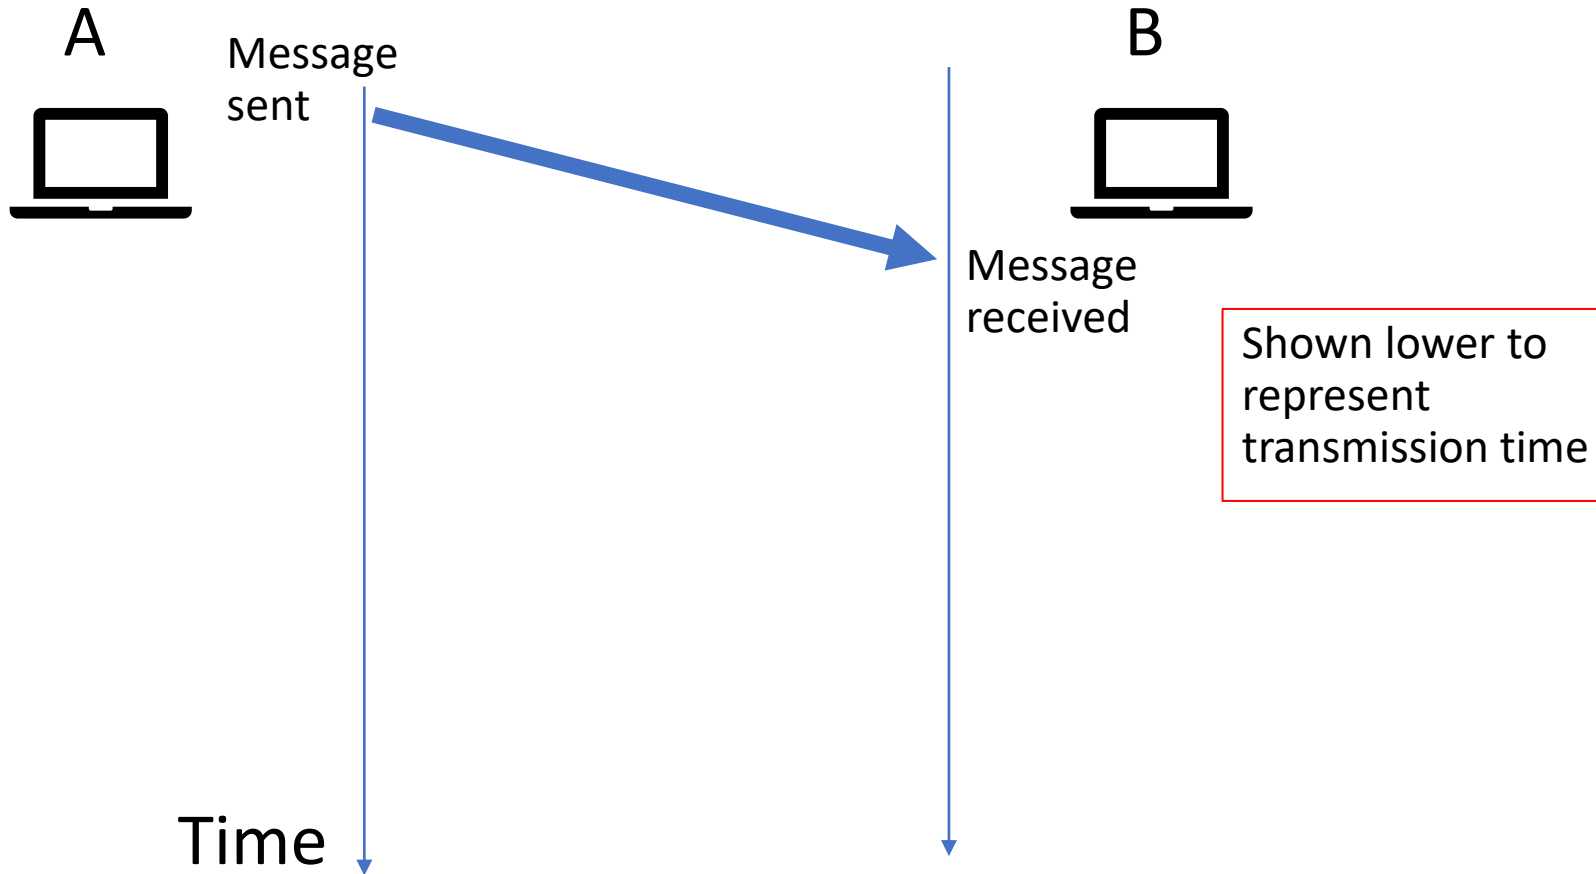 A
B
Message
sent
Message
received
Shown lower to
represent
transmission time
Time